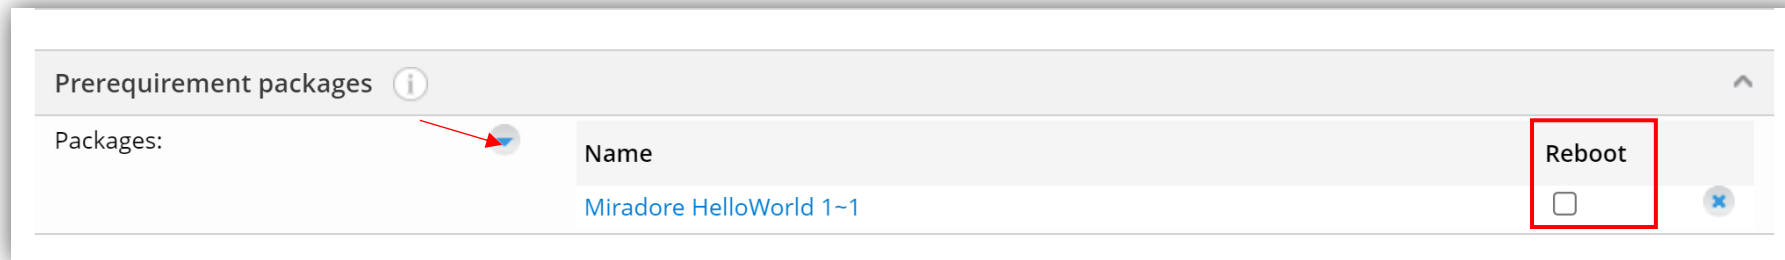 Prerequirement packages
Packages:
Name Reboot
Miradore HelloWorld 1~1